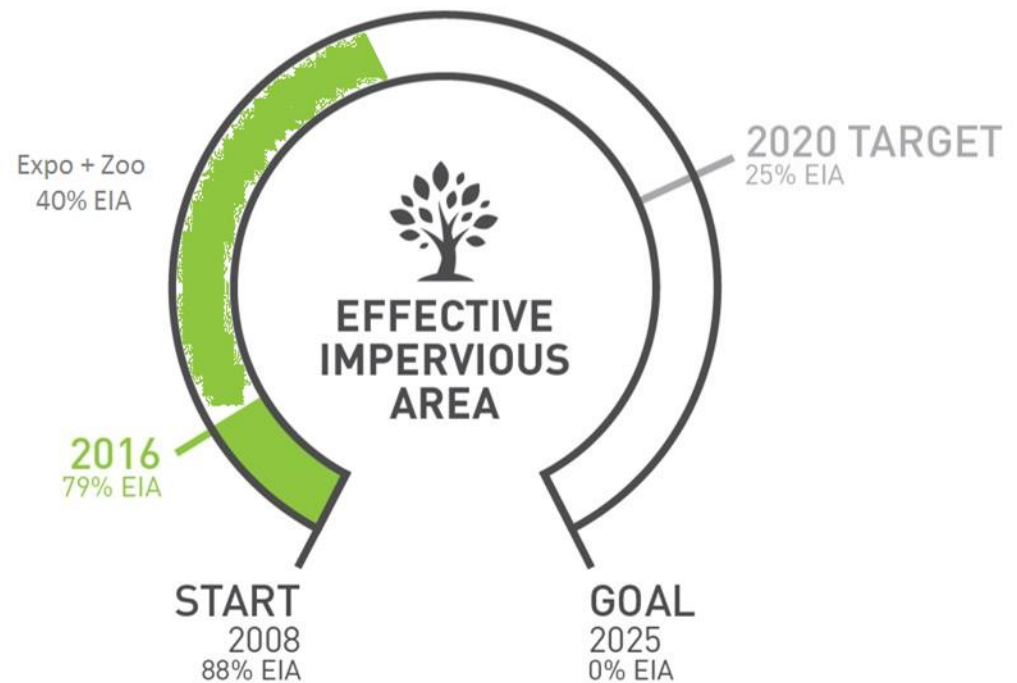 Expo + Zoo
40% EIA
2020 TARGET
25% EIA
EFFECTIVE
IMPERVIOUS
AREA
2016
79% EIA
START
2008
88% EIA
GOAL
2025
0% EIA